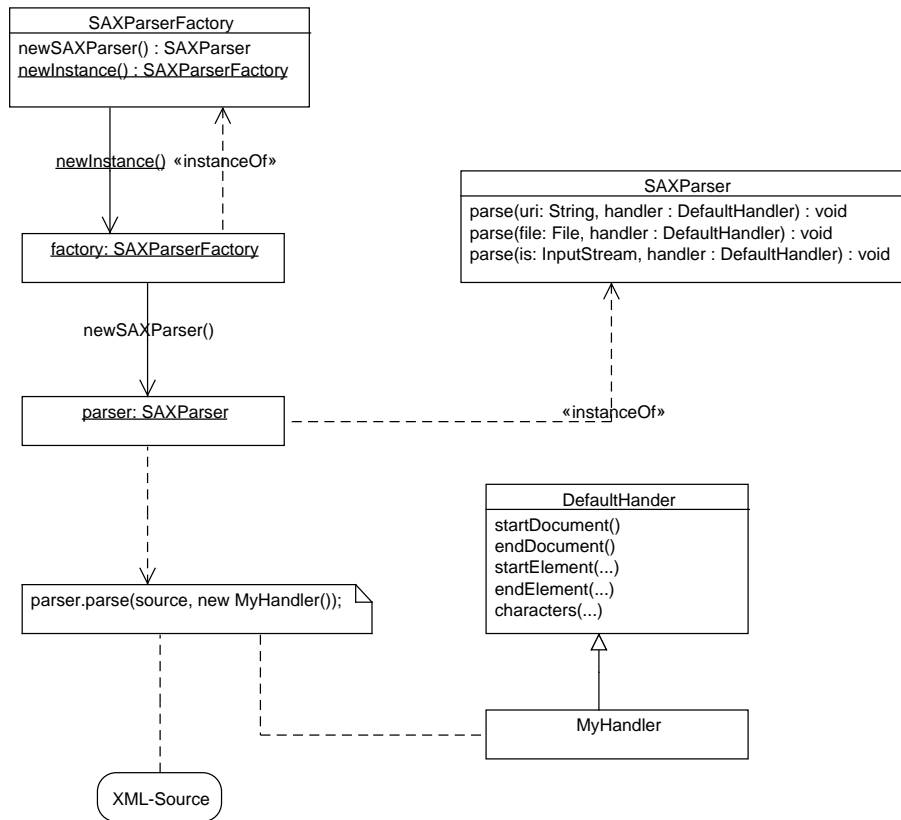 SAXParserFactory
newSAXParser() : SAXParser
newInstance() : SAXParserFactory
newInstance()
«instanceOf»
SAXParser
parse(uri: String, handler : DefaultHandler) : void
parse(file: File, handler : DefaultHandler) : void
parse(is: InputStream, handler : DefaultHandler) : void
factory: SAXParserFactory
newSAXParser()
parser: SAXParser
«instanceOf»
DefaultHander
startDocument()
endDocument()
startElement(...)
endElement(...)
characters(...)
parser.parse(source, new MyHandler());
MyHandler
XML-Source